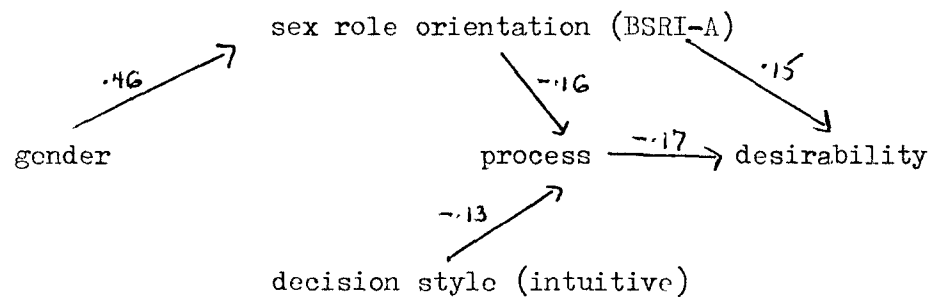 sex role orientation (BSRI-A)
.46
.15
-.16
gender
process
-.17
desirability
-.13
decision style (intuitive)